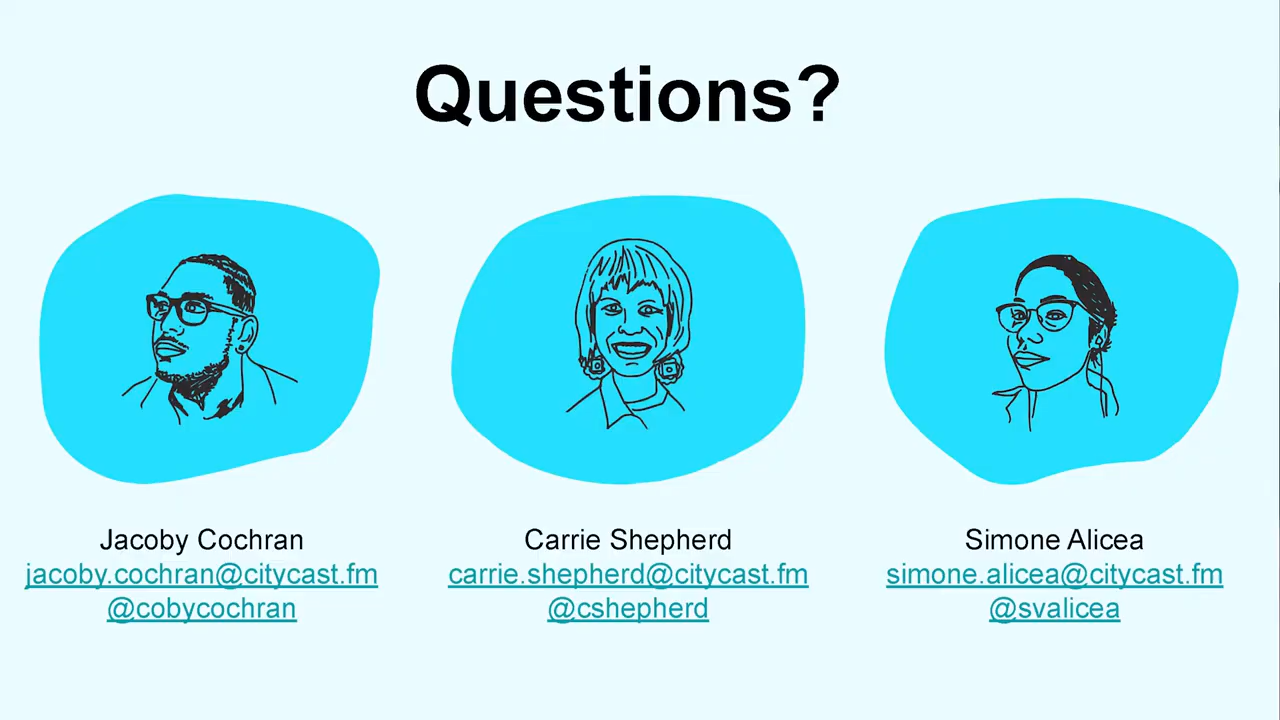 Questions?
Jacoby Cochran
jacoby.cochran@citycast.fm
@cobycochran
Carrie Shepherd
carrie.shepherd@citycast.fm
@cshepherd
Simone Alicea
simone.alicea@citycast.fm
@svalicea